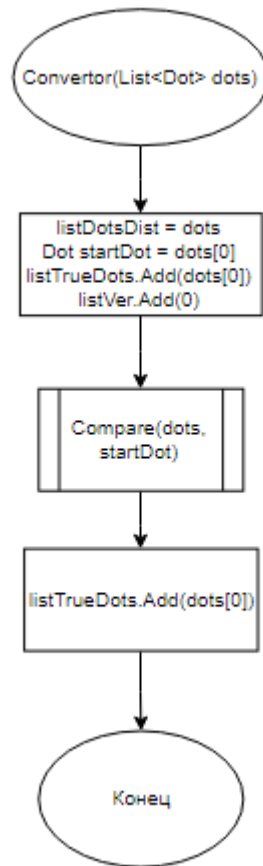 Convertor(List<Dot> dots)
listDotsDist = dots
Dot startDot = dots[0]
listTrueDots.Add(dots[0])
listVer.Add(0)
Compare(dots,
startDot)
listTrueDots.Add(dots[0])
Конец